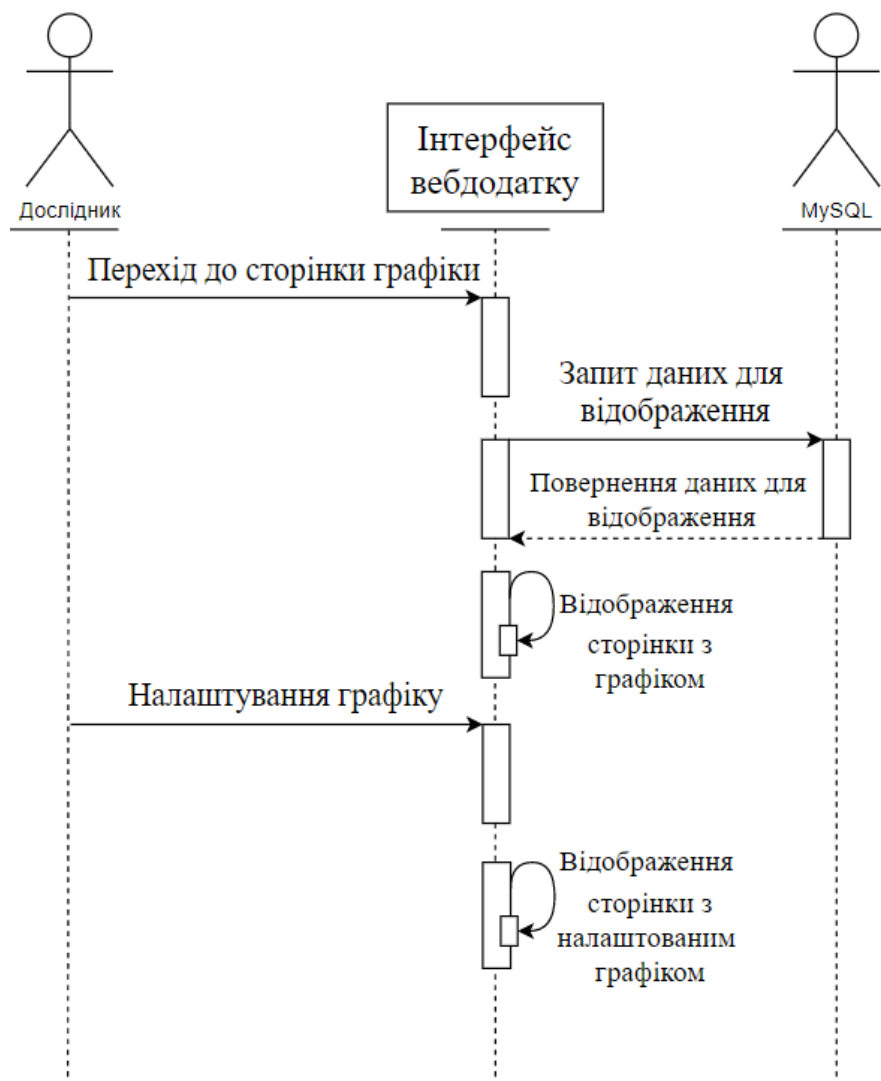 Інтерфейс
вебдодатку
Дослідник
MySQL
Перехід до сторінки графіки
Запит даних для
відображення
Повернення даних для
відображення
Відображення
сторінки з
графіком
Налаштування графіку
Відображення
сторінки з
налаштованим
графіком